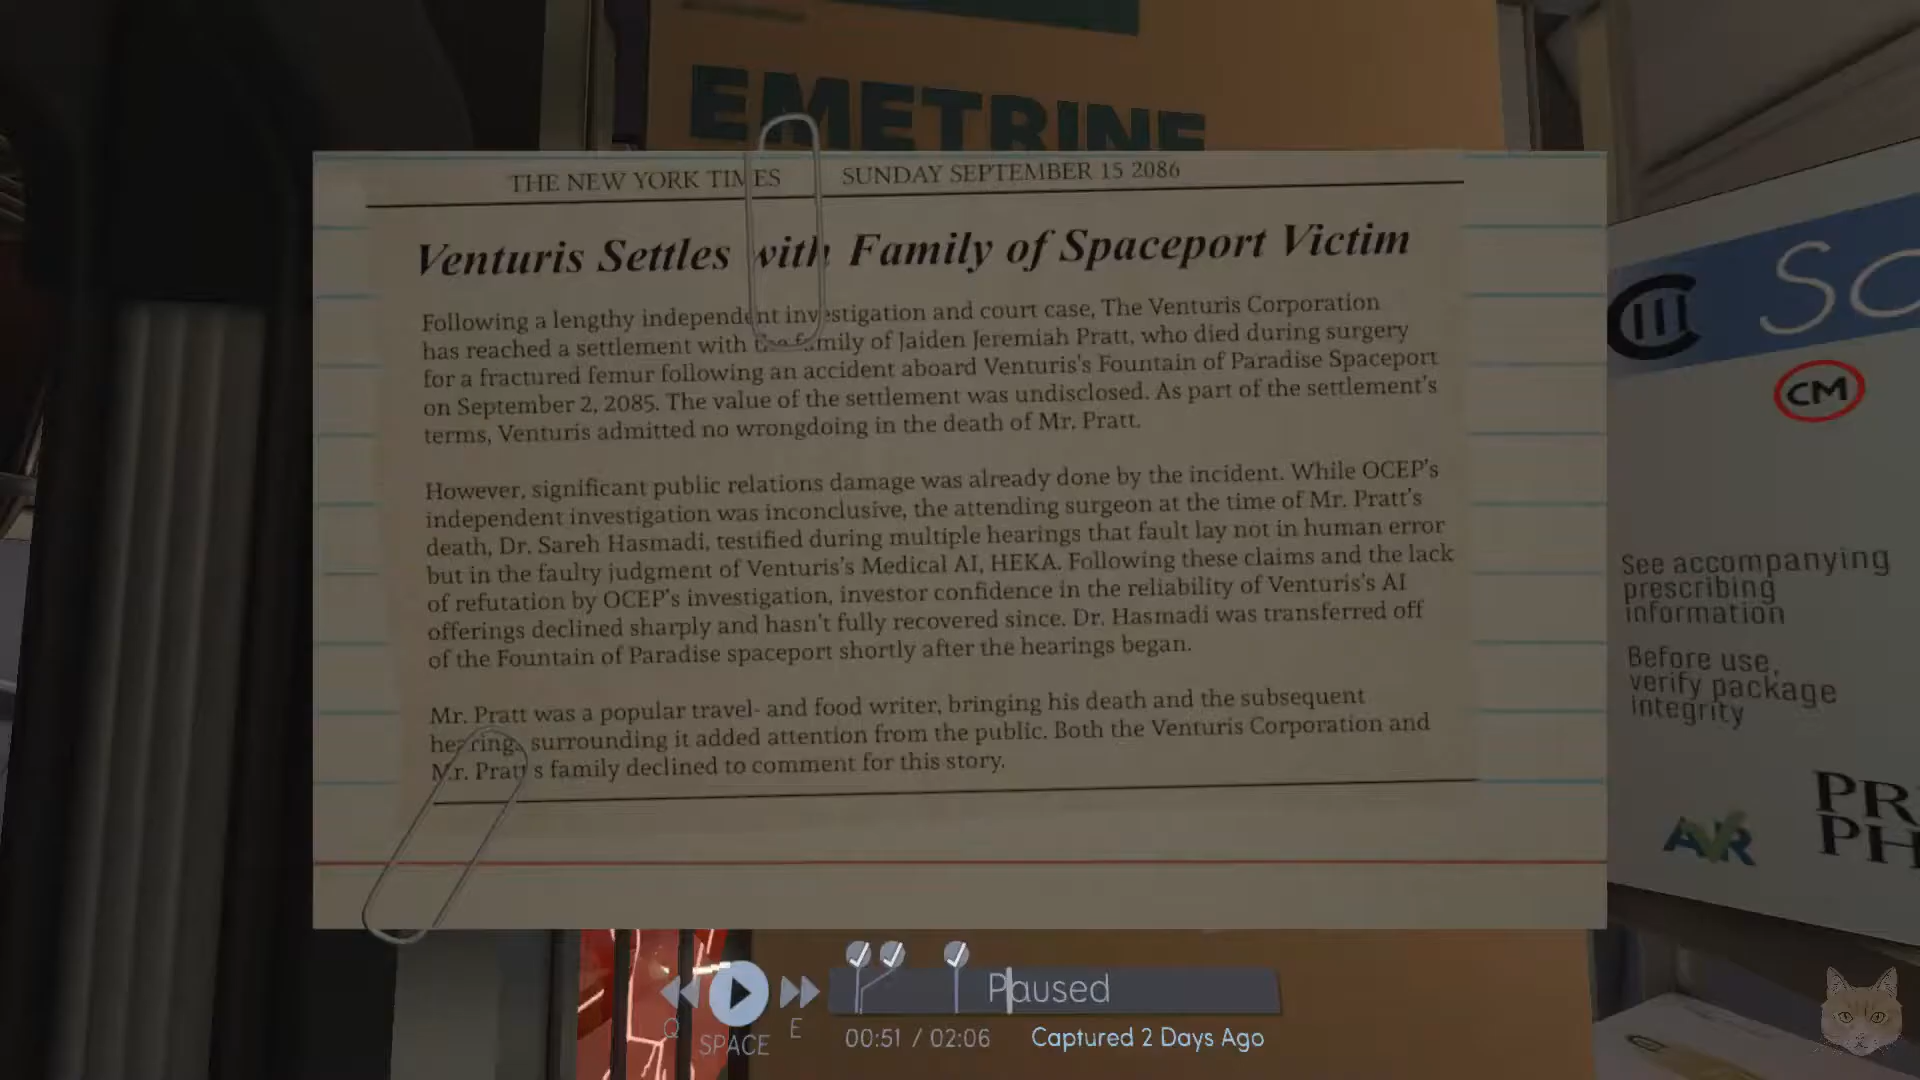 EMETRINE
THE NEW YORK TIMES SUNDAY SEPTEMBER 15 2086
Venturis Settles with Family of Spaceport Victim
Following a lengthy independent investigation and court case, The Venturis Corporation
has reached a settlement with the family of Jaiden Jeremiah Pratt, who died during surgery
for a fractured femur following an accident aboard Venturis's Fountain of Paradise Spaceport
on September 2, 2085. The value of the settlement was undisclosed. As part of the settlement's
terms, Venturis admitted no wrongdoing in the death of Mr. Pratt.
However, significant public relations damage was already done by the incident. While OCEP's
independent investigation was inconclusive, the attending surgeon at the time of Mr. Pratt's
death, Dr. Sareh Hasmadi, testified during multiple hearings that fault lay not in human error
but in the faulty judgment of Venturis's Medical AI, HEKA. Following these claims and the lack
of refutation by OCEP's investigation, investor confidence in the reliability of Venturis's AI
offerings declined sharply and hasn't fully recovered since. Dr. Hasmadi was transferred off
of the Fountain of Paradise spaceport shortly after the hearings began.
Mr. Pratt was a popular travel- and food writer, bringing his death and the subsequent
hearings surrounding it added attention from the public. Both the Venturis Corporation and
Mr. Pratt's family declined to comment for this story.
So
CM
See accompanying
prescribing
information
Before use,
verify package
integrity
AVR
PR
PH
Paused
Q
SPACE
E
00:51 / 02:06
Captured 2 Days Ago